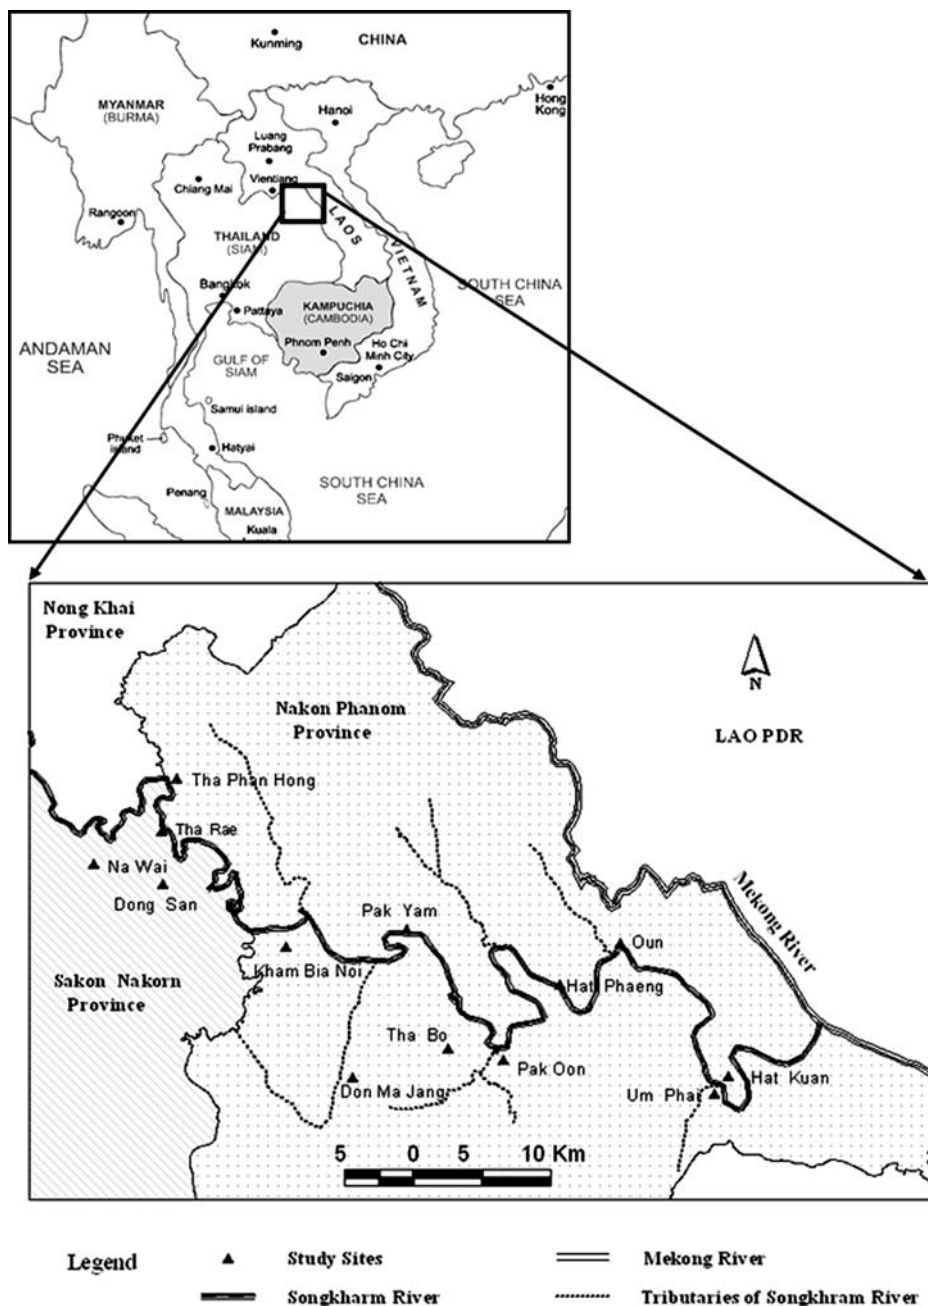 Kunming
CHINA
MYANMAR
(BURMA)
Hanoi
Hong
Kong
Luang
Prabang
Chiang Mai
Vientiang
Rangoon
LAOS
THAILAND
(SIAM)
VIETNAM
SOUTH CHINA
SEA
Bangkok
Pattaya
KAMPUCHIA
(CAMBODIA)
Phnom Penh
Ho Chi
Minh City
Saigon
ANDAMAN
SEA
GULF OF
SIAM
Samui island
Phuket
island
Hatyai
Penang
SOUTH CHINA
SEA
MALAYSIA
Kuala
Nong Khai
Province
Nakon Phanom
Province
N
LAO PDR
Tha Phan Hong
Tha Rae
Na Wai
Dong San
Mekong River
Pak Yam
Oun
Kham Bia Noi
Hat Phaeng
Sakon Nakorn
Province
Tha Bo
Pak Oon
Don Ma Jang
Hat Kuan
Um Phai
5 0 5 10 Km
Legend
Study Sites
Mekong River
Songkharm River
Tributaries of Songkhram River